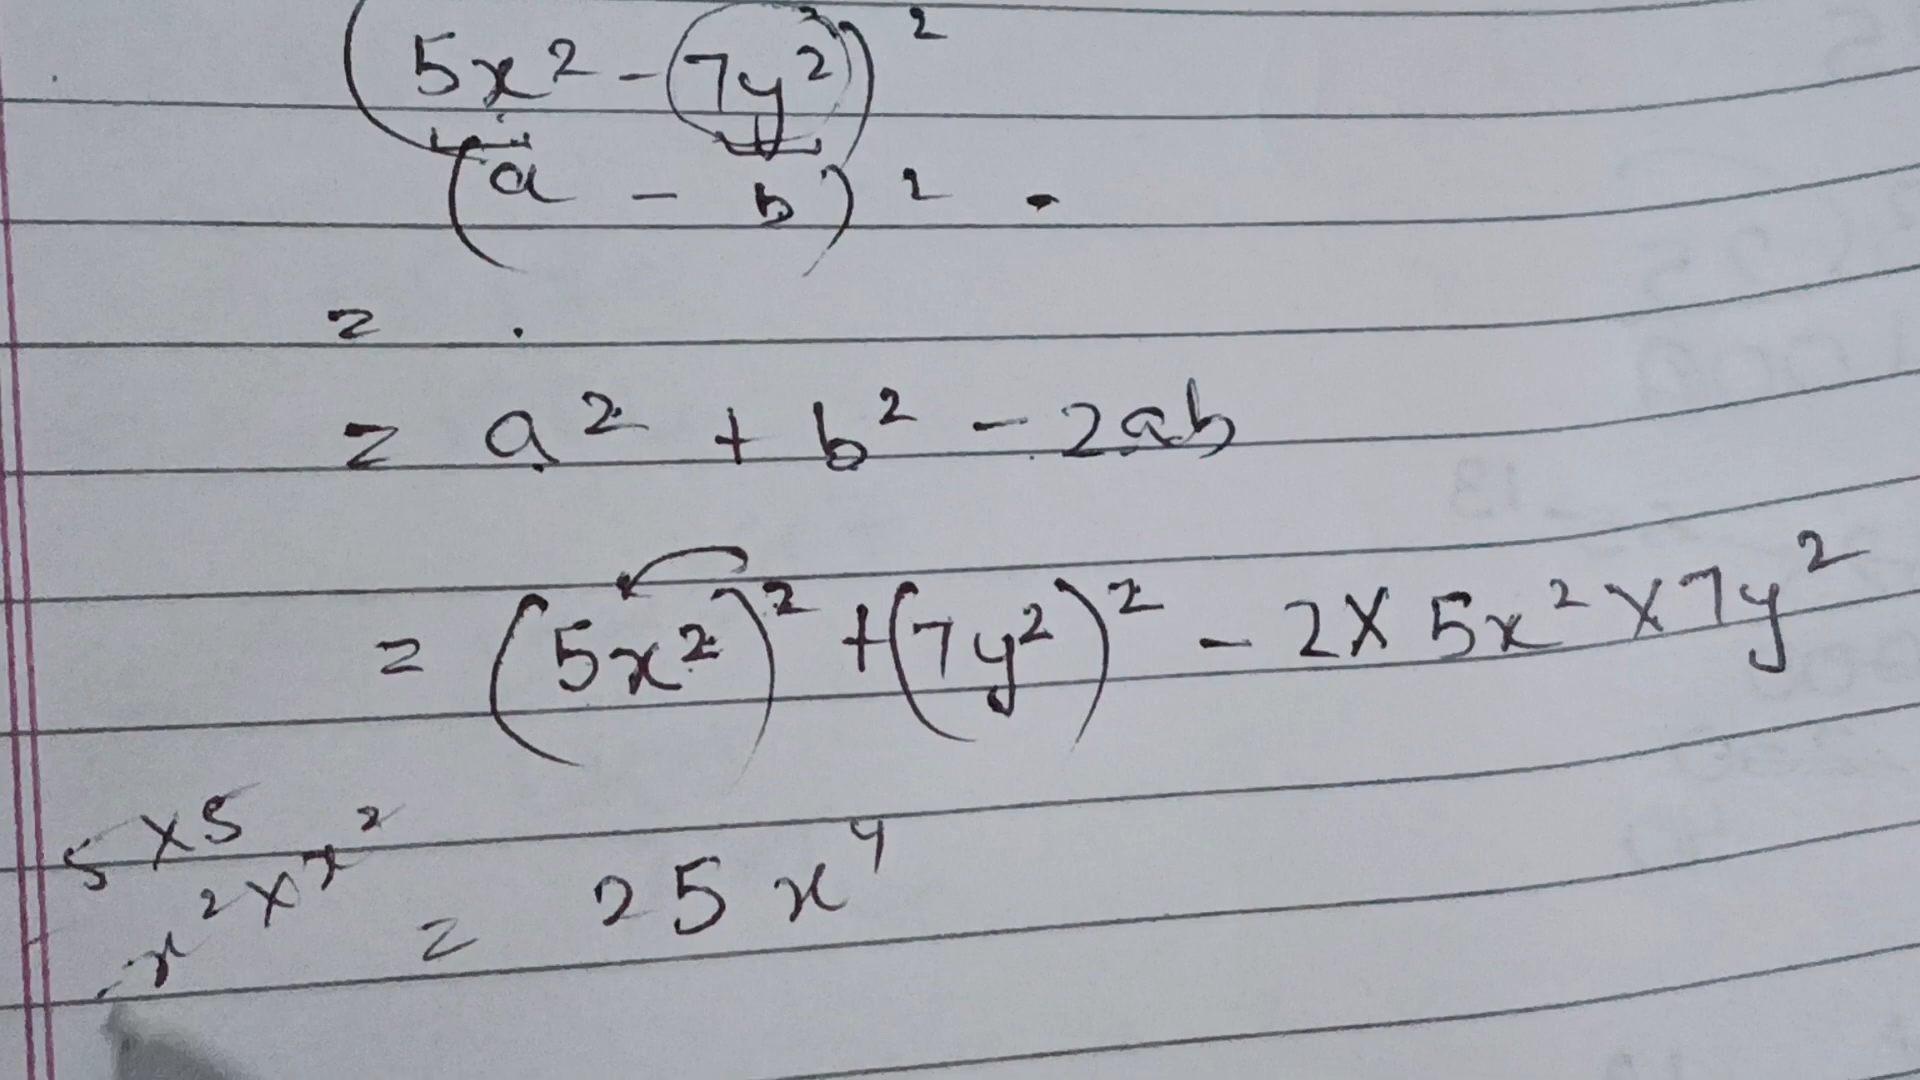 (5x² - 7y²)²
(a - b)²
=
= a² + b² - 2ab
= (5x²)² + (7y²)² - 2 × 5x² × 7y²
5 × 5
x² × x²
= 25x⁴